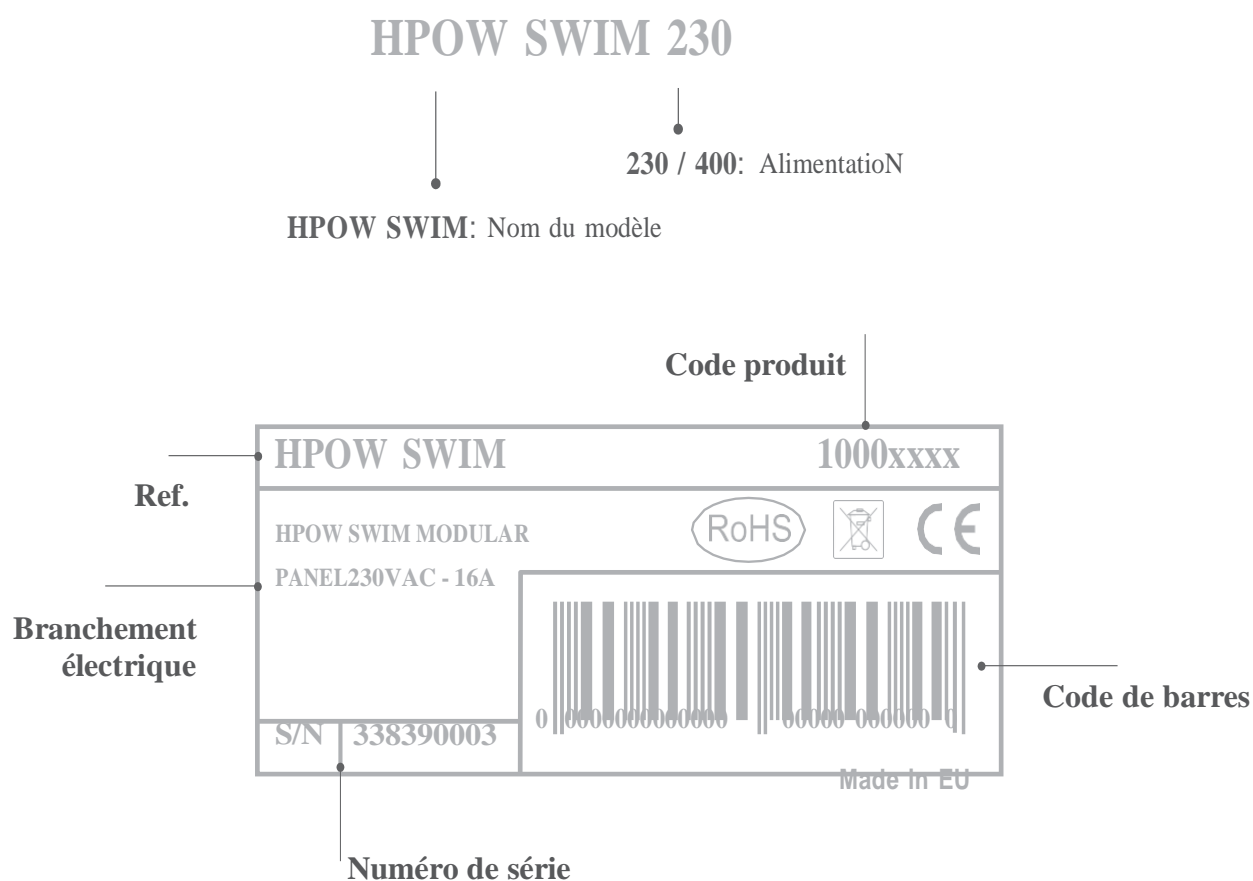 HPOW SWIM 230
230 / 400: AlimentatioN
HPOW SWIM: Nom du modèle
Code produit
HPOW SWIM
1000xxxx
Ref.
HPOW SWIM MODULAR
RoHS
CE
PANEL230VAC - 16A
Branchement
électrique
Code de barres
0 0000000000000 00000 000000 0
S/N 338390003
Made in EU
Numéro de série